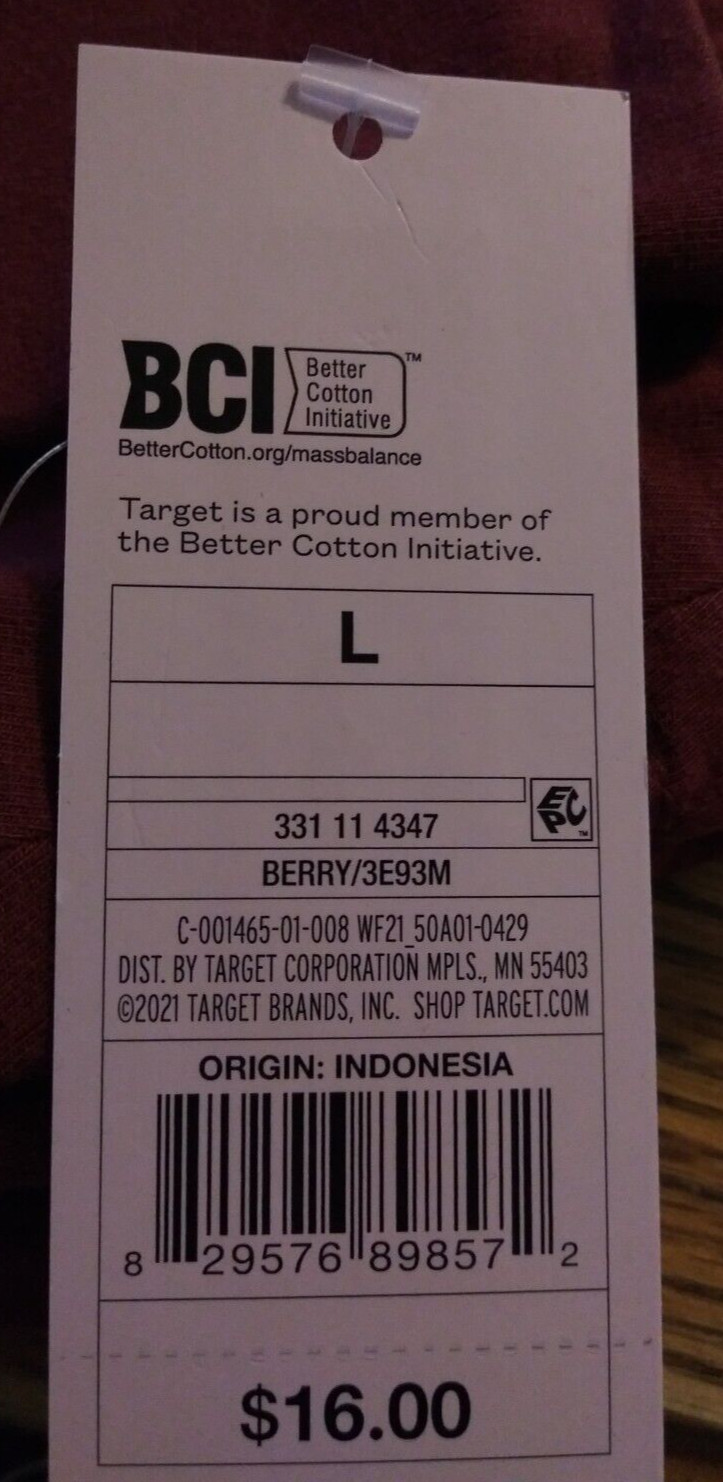 BCI Better Cotton Initiative™
BetterCotton.org/massbalance
Target is a proud member of
the Better Cotton Initiative.
L
EPC™
331 11 4347
BERRY/3E93M
C-001465-01-008 WF21_50A01-0429
DIST. BY TARGET CORPORATION MPLS., MN 55403
©2021 TARGET BRANDS, INC. SHOP TARGET.COM
ORIGIN: INDONESIA
8 29576 89857 2
$16.00